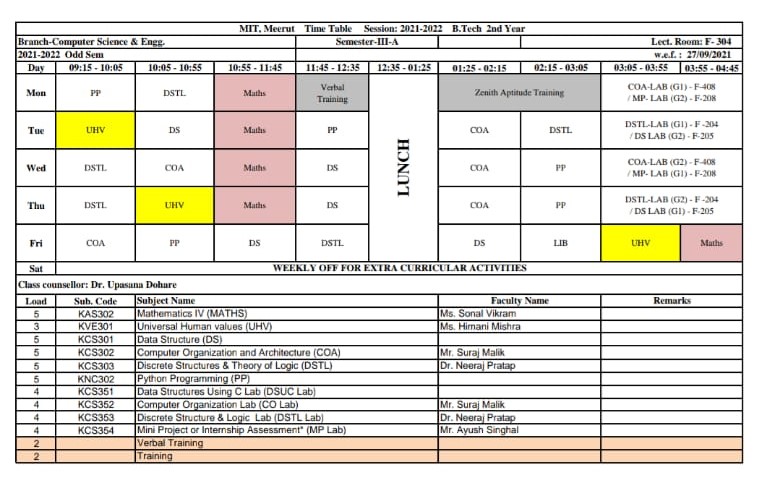 MIT, Meerut Time Table Session: 2021-2022 B.Tech 2nd Year
Branch-Computer Science & Engg. Semester-III-A Lect. Room: F- 304
2021-2022 Odd Sem w.e.f. : 27/09/2021
Day 09:15 - 10:05 10:05 - 10:55 10:55 - 11:45 11:45 - 12:35 12:35 - 01:25 01:25 - 02:15 02:15 - 03:05 03:05 - 03:55 03:55 - 04:45
Mon PP DSTL Maths Verbal Training Zenith Aptitude Training COA-LAB (G1) - F-408 / MP- LAB (G2) - F-208
Tue UHV DS Maths PP COA DSTL DSTL-LAB (G1) - F -204 / DS LAB (G2) - F-205
LUNCH
Wed DSTL COA Maths DS COA PP COA-LAB (G2) - F-408 / MP- LAB (G1) - F-208
Thu DSTL UHV Maths DS COA PP DSTL-LAB (G2) - F -204 / DS LAB (G1) - F-205
Fri COA PP DS DSTL DS LIB UHV Maths
Sat WEEKLY OFF FOR EXTRA CURRICULAR ACTIVITIES
Class counsellor: Dr. Upasana Dohare
Load Sub. Code Subject Name Faculty Name Remarks
5 KAS302 Mathematics IV (MATHS) Ms. Sonal Vikram
3 KVE301 Universal Human values (UHV) Ms. Himani Mishra
5 KCS301 Data Structure (DS)
5 KCS302 Computer Organization and Architecture (COA) Mr. Suraj Malik
5 KCS303 Discrete Structures & Theory of Logic (DSTL) Dr. Neeraj Pratap
5 KNC302 Python Programming (PP)
4 KCS351 Data Structures Using C Lab (DSUC Lab)
4 KCS352 Computer Organization Lab (CO Lab) Mr. Suraj Malik
4 KCS353 Discrete Structure & Logic Lab (DSTL Lab) Dr. Neeraj Pratap
4 KCS354 Mini Project or Internship Assessment* (MP Lab) Mr. Ayush Singhal
2 Verbal Training
2 Training